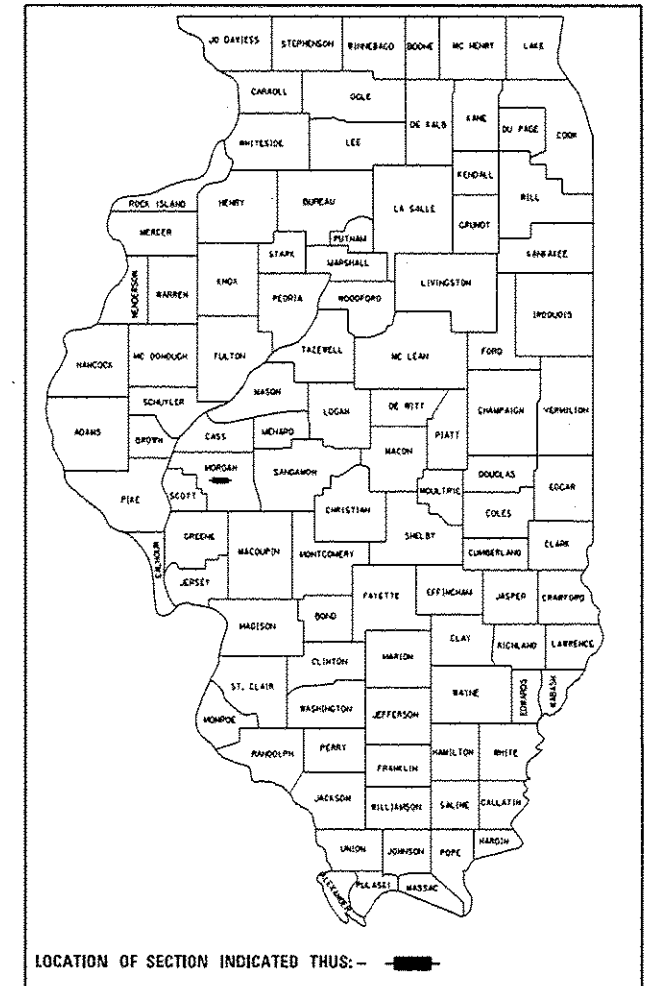 JO DAVIESS
STEPHENSON
WINNEBAGO
BOONE
MC HENRY
LAKE
CARROLL
OGLE
DE KALB
KANE
DU PAGE
COOK
WHITESIDE
LEE
KENDALL
WILL
ROCK ISLAND
HENRY
BUREAU
LA SALLE
GRUNDY
MERCER
PUTNAM
STARK
MARSHALL
KANKAKEE
HENDERSON
WARREN
KNOX
PEORIA
WOODFORD
LIVINGSTON
IROQUOIS
HANCOCK
MC DONOUGH
FULTON
TAZEWELL
MC LEAN
FORD
MASON
SCHUYLER
LOGAN
DE WITT
CHAMPAIGN
VERMILION
ADAMS
BROWN
CASS
MENARD
MACON
PIATT
MORGAN
SANGAMON
DOUGLAS
EDGAR
PIKE
SCOTT
CHRISTIAN
MOULTRIE
COLES
GREENE
MACOUPIN
MONTGOMERY
SHELBY
CUMBERLAND
CLARK
CALHOUN
JERSEY
FAYETTE
EFFINGHAM
JASPER
CRAWFORD
MADISON
BOND
CLAY
RICHLAND
LAWRENCE
CLINTON
MARION
ST. CLAIR
WAYNE
EDWARDS
WABASH
MONROE
WASHINGTON
JEFFERSON
RANDOLPH
PERRY
HAMILTON
WHITE
FRANKLIN
JACKSON
WILLIAMSON
SALINE
GALLATIN
UNION
JOHNSON
POPE
HARDIN
ALEXANDER
PULASKI
MASSAC
LOCATION OF SECTION INDICATED THUS: -